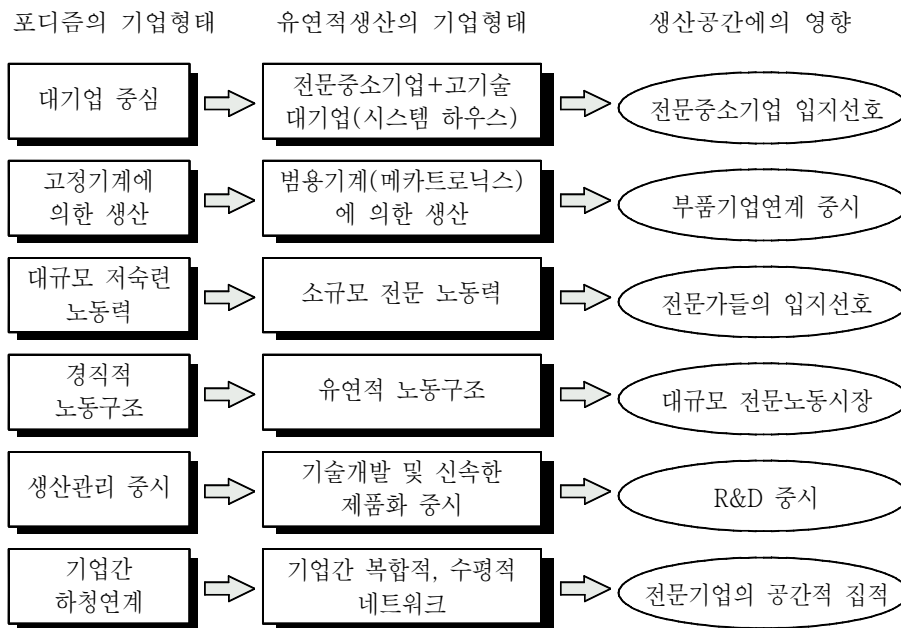 포디즘의 기업형태 유연적생산의 기업형태 생산공간에의 영향
대기업 중심
전문중소기업+고기술
대기업(시스템 하우스)
전문중소기업 입지선호
고정기계에
의한 생산
범용기계(메카트로닉스)
에 의한 생산
부품기업연계 중시
대규모 저숙련
노동력
소규모 전문 노동력
전문가들의 입지선호
경직적
노동구조
유연적 노동구조
대규모 전문노동시장
생산관리 중시
기술개발 및 신속한
제품화 중시
R&D 중시
기업간
하청연계
기업간 복합적, 수평적
네트워크
전문기업의 공간적 집적